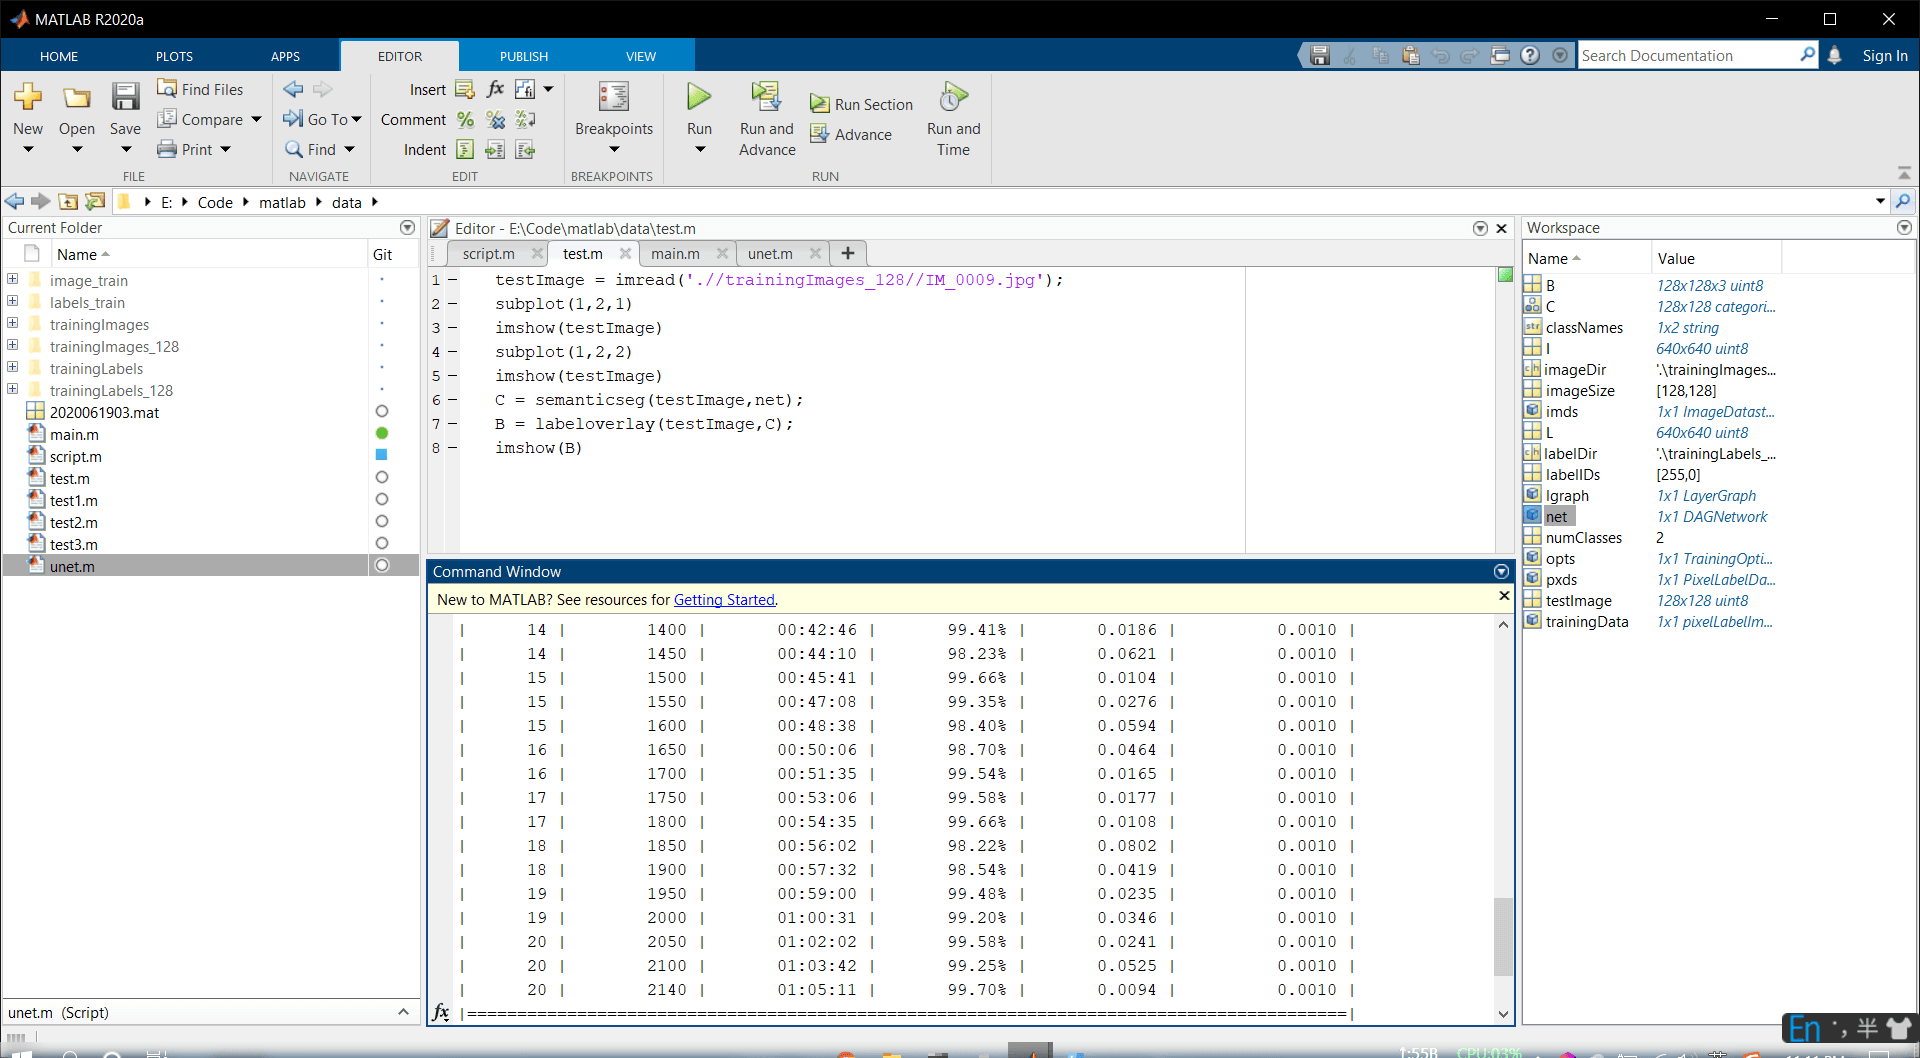 MATLAB R2020a
HOME PLOTS APPS EDITOR PUBLISH VIEW
Search Documentation
Sign In
New
Open
Save
Find Files
Compare
Print
FILE
Go To
Find
NAVIGATE
Insert
Comment
Indent
EDIT
Breakpoints
BREAKPOINTS
Run
Run and Advance
Run Section
Advance
Run and Time
RUN
E: Code matlab data
Current Folder
Name Git
image_train
labels_train
trainingImages
trainingImages_128
trainingLabels
trainingLabels_128
2020061903.mat
main.m
script.m
test.m
test1.m
test2.m
test3.m
unet.m
unet.m (Script)
Editor - E:\Code\matlab\data\test.m
script.m test.m main.m unet.m
1 – testImage = imread('.//trainingImages_128//IM_0009.jpg');
2 – subplot(1,2,1)
3 – imshow(testImage)
4 – subplot(1,2,2)
5 – imshow(testImage)
6 – C = semanticseg(testImage,net);
7 – B = labeloverlay(testImage,C);
8 – imshow(B)
Command Window
New to MATLAB? See resources for Getting Started.
| 14 | 1400 | 00:42:46 | 99.41% | 0.0186 | 0.0010 |
| 14 | 1450 | 00:44:10 | 98.23% | 0.0621 | 0.0010 |
| 15 | 1500 | 00:45:41 | 99.66% | 0.0104 | 0.0010 |
| 15 | 1550 | 00:47:08 | 99.35% | 0.0276 | 0.0010 |
| 15 | 1600 | 00:48:38 | 98.40% | 0.0594 | 0.0010 |
| 16 | 1650 | 00:50:06 | 98.70% | 0.0464 | 0.0010 |
| 16 | 1700 | 00:51:35 | 99.54% | 0.0165 | 0.0010 |
| 17 | 1750 | 00:53:06 | 99.58% | 0.0177 | 0.0010 |
| 17 | 1800 | 00:54:35 | 99.66% | 0.0108 | 0.0010 |
| 18 | 1850 | 00:56:02 | 98.22% | 0.0802 | 0.0010 |
| 18 | 1900 | 00:57:32 | 98.54% | 0.0419 | 0.0010 |
| 19 | 1950 | 00:59:00 | 99.48% | 0.0235 | 0.0010 |
| 19 | 2000 | 01:00:31 | 99.20% | 0.0346 | 0.0010 |
| 20 | 2050 | 01:02:02 | 99.58% | 0.0241 | 0.0010 |
| 20 | 2100 | 01:03:42 | 99.25% | 0.0525 | 0.0010 |
| 20 | 2140 | 01:05:11 | 99.70% | 0.0094 | 0.0010 |
fx |========================================================================================|
Workspace
Name Value
B 128x128x3 uint8
C 128x128 categori...
str classNames 1x2 string
I 640x640 uint8
ch imageDir '.\trainingImages...
imageSize [128,128]
imds 1x1 ImageDatast...
L 640x640 uint8
ch labelDir '.\trainingLabels_...
labelIDs [255,0]
lgraph 1x1 LayerGraph
net 1x1 DAGNetwork
numClasses 2
opts 1x1 TrainingOpti...
pxds 1x1 PixelLabelDa...
testImage 128x128 uint8
trainingData 1x1 pixelLabelIm...
En 半